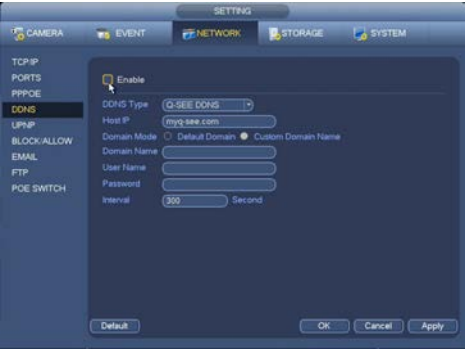 SETTING
CAMERA EVENT NETWORK STORAGE SYSTEM
TCP/IP
PORTS
PPPOE
DDNS
UPNP
BLOCK/ALLOW
EMAIL
FTP
POE SWITCH
Enable
DDNS Type Q-SEE DDNS
Host IP myq-see.com
Domain Mode Default Domain Custom Domain Name
Domain Name
User Name
Password
Interval 300 Second
Default OK Cancel Apply